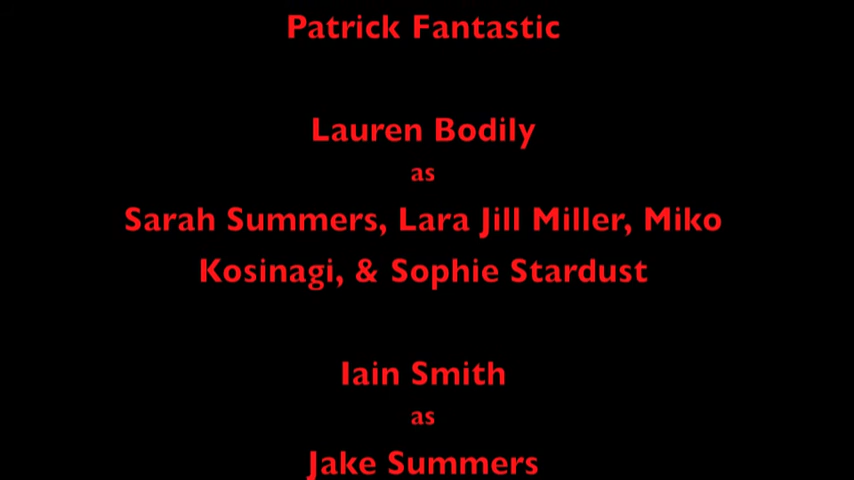 Patrick Fantastic
Lauren Bodily
as
Sarah Summers, Lara Jill Miller, Miko
Kosinagi, & Sophie Stardust
Iain Smith
as
Jake Summers